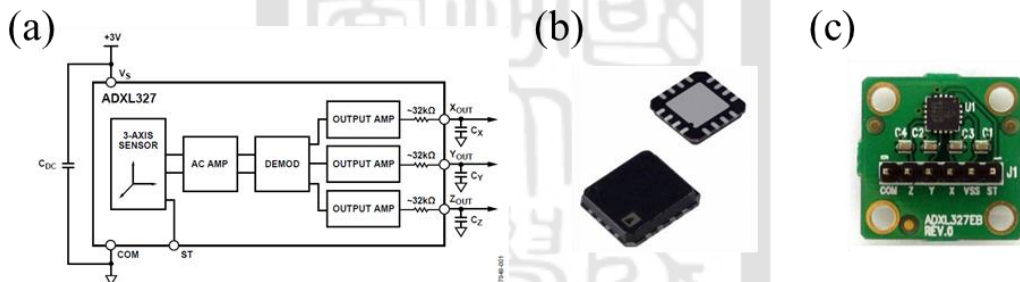 (a)
+3V
VS
ADXL327
3-AXIS
SENSOR
AC AMP
DEMOD
OUTPUT AMP
OUTPUT AMP
OUTPUT AMP
~32kΩ
~32kΩ
~32kΩ
XOUT
YOUT
ZOUT
CX
CY
CZ
CDC
COM
ST
(b)
(c)
U1
C4 C2 C3 C1
J1
COM Z Y X VSS ST
ADXL327EB
REV.0